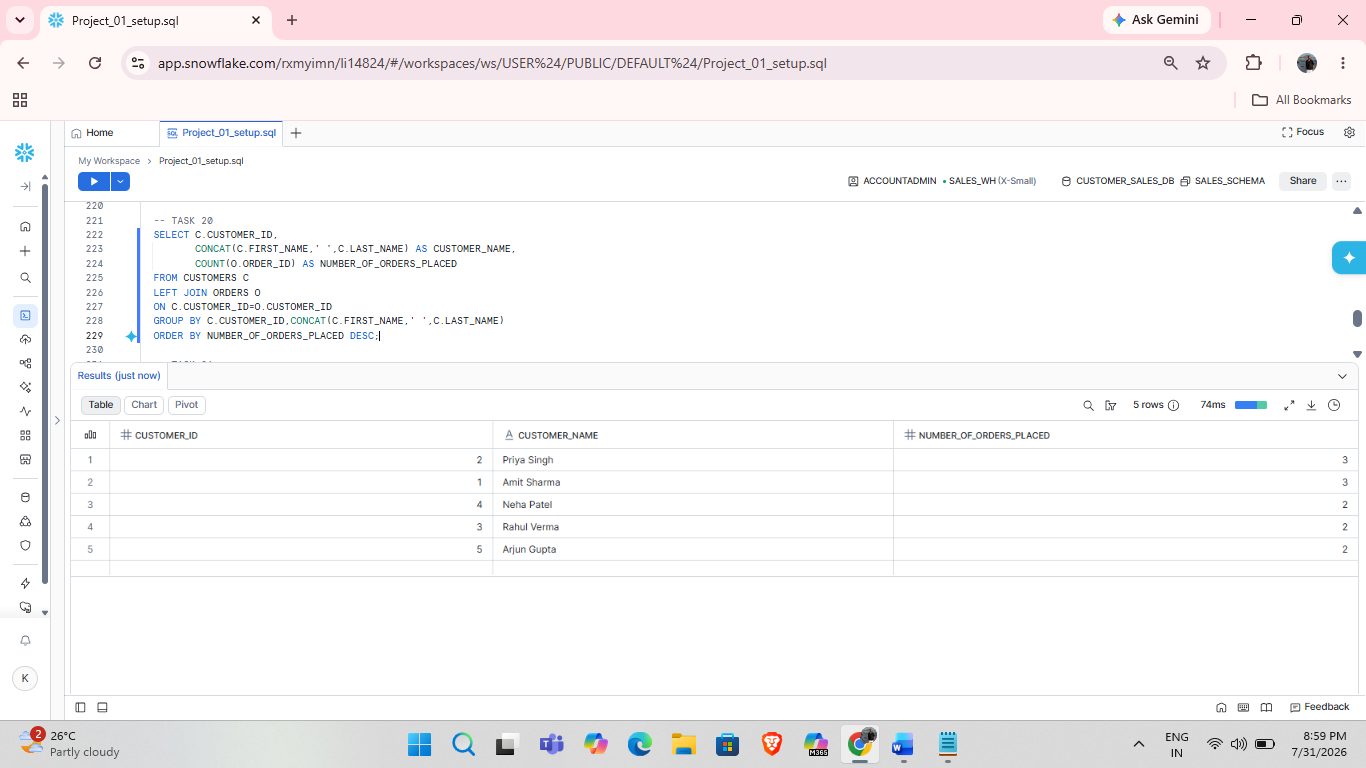 Project_01_setup.sql
Ask Gemini
app.snowflake.com/rxmyimn/li14824/#/workspaces/ws/USER%24/PUBLIC/DEFAULT%24/Project_01_setup.sql
All Bookmarks
Home
Project_01_setup.sql
Focus
My Workspace > Project_01_setup.sql
ACCOUNTADMIN • SALES_WH (X-Small)
CUSTOMER_SALES_DB
SALES_SCHEMA
Share
220
221 -- TASK 20
222 SELECT C.CUSTOMER_ID,
223 CONCAT(C.FIRST_NAME,' ',C.LAST_NAME) AS CUSTOMER_NAME,
224 COUNT(O.ORDER_ID) AS NUMBER_OF_ORDERS_PLACED
225 FROM CUSTOMERS C
226 LEFT JOIN ORDERS O
227 ON C.CUSTOMER_ID=O.CUSTOMER_ID
228 GROUP BY C.CUSTOMER_ID,CONCAT(C.FIRST_NAME,' ',C.LAST_NAME)
229 ORDER BY NUMBER_OF_ORDERS_PLACED DESC;
230
Results (just now)
Table Chart Pivot
5 rows
74ms
CUSTOMER_ID CUSTOMER_NAME NUMBER_OF_ORDERS_PLACED
1 2 Priya Singh 3
2 1 Amit Sharma 3
3 4 Neha Patel 2
4 3 Rahul Verma 2
5 5 Arjun Gupta 2
K
Feedback
2
26°C
Partly cloudy
M365
ENG
IN
8:59 PM
7/31/2026